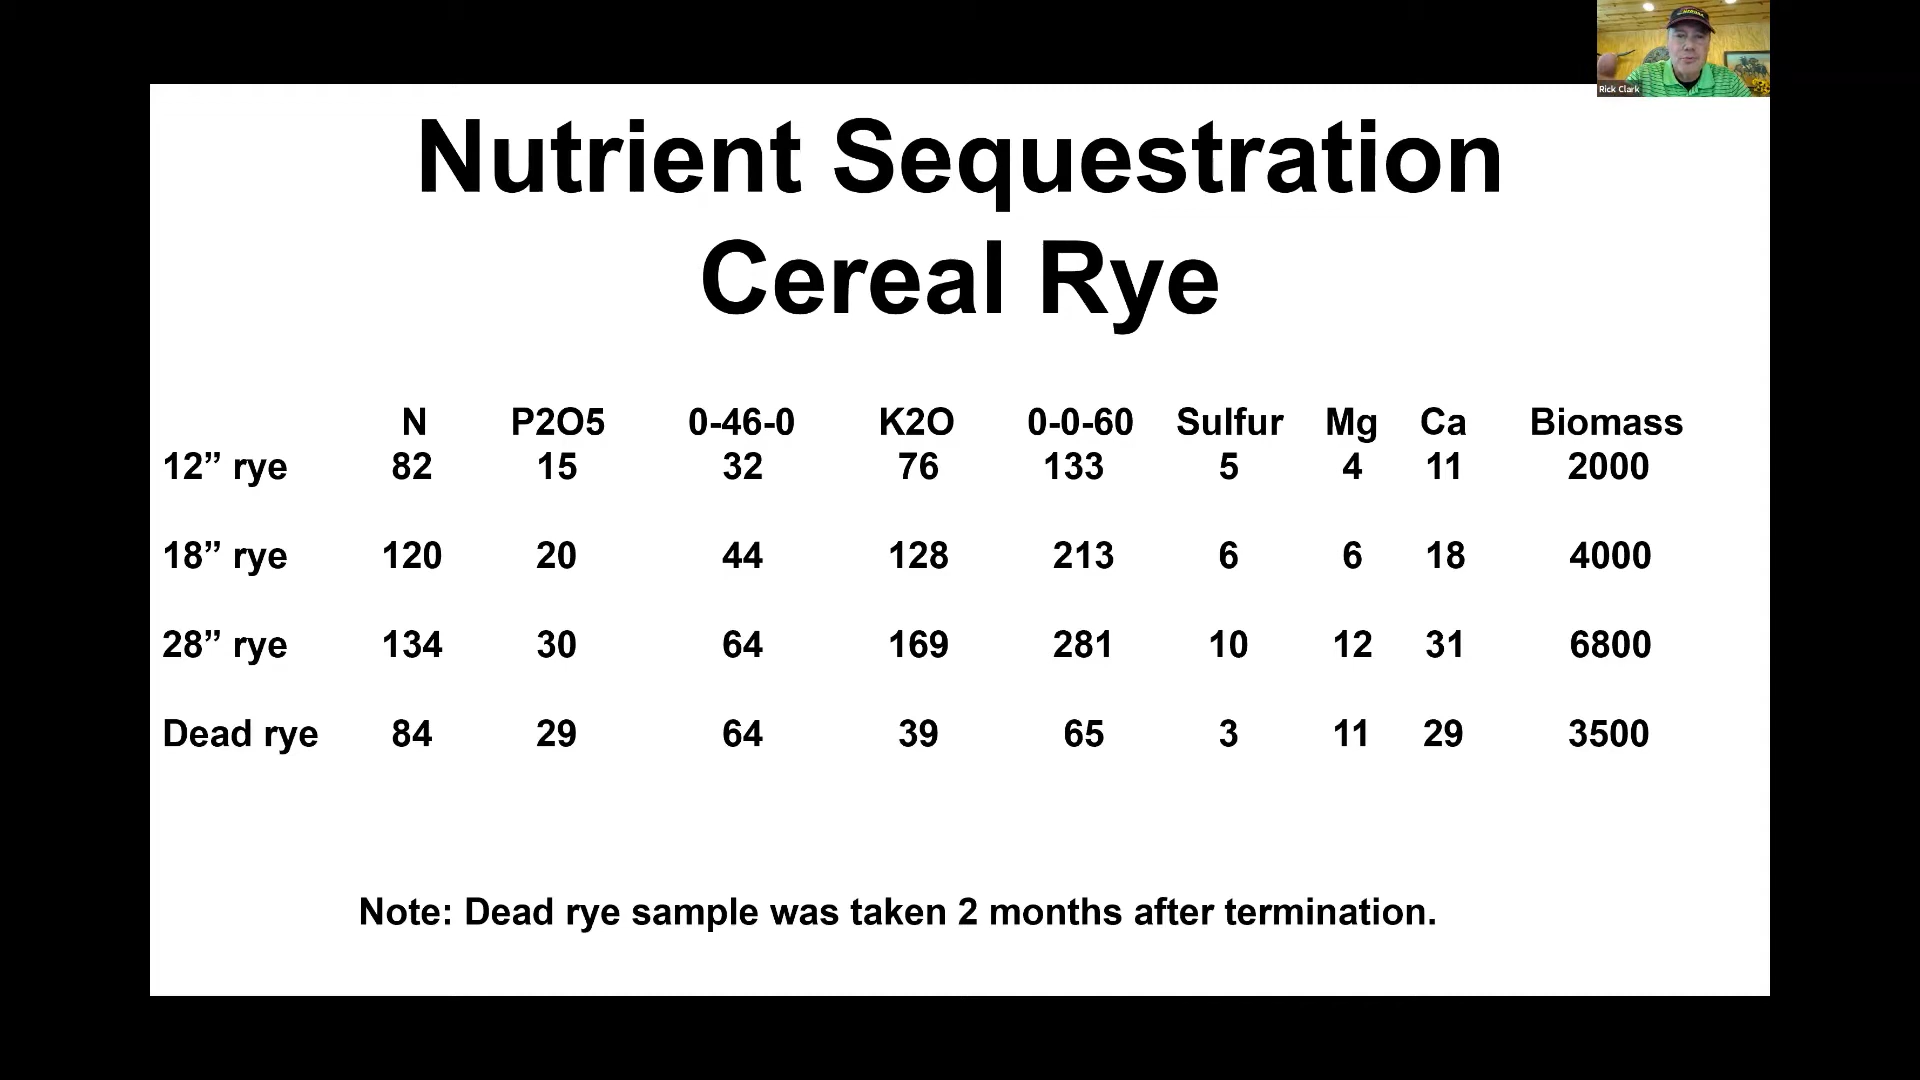 Rick Clark
Nutrient Sequestration
Cereal Rye
N P2O5 0-46-0 K2O 0-0-60 Sulfur Mg Ca Biomass
12” rye 82 15 32 76 133 5 4 11 2000
18” rye 120 20 44 128 213 6 6 18 4000
28” rye 134 30 64 169 281 10 12 31 6800
Dead rye 84 29 64 39 65 3 11 29 3500
Note: Dead rye sample was taken 2 months after termination.